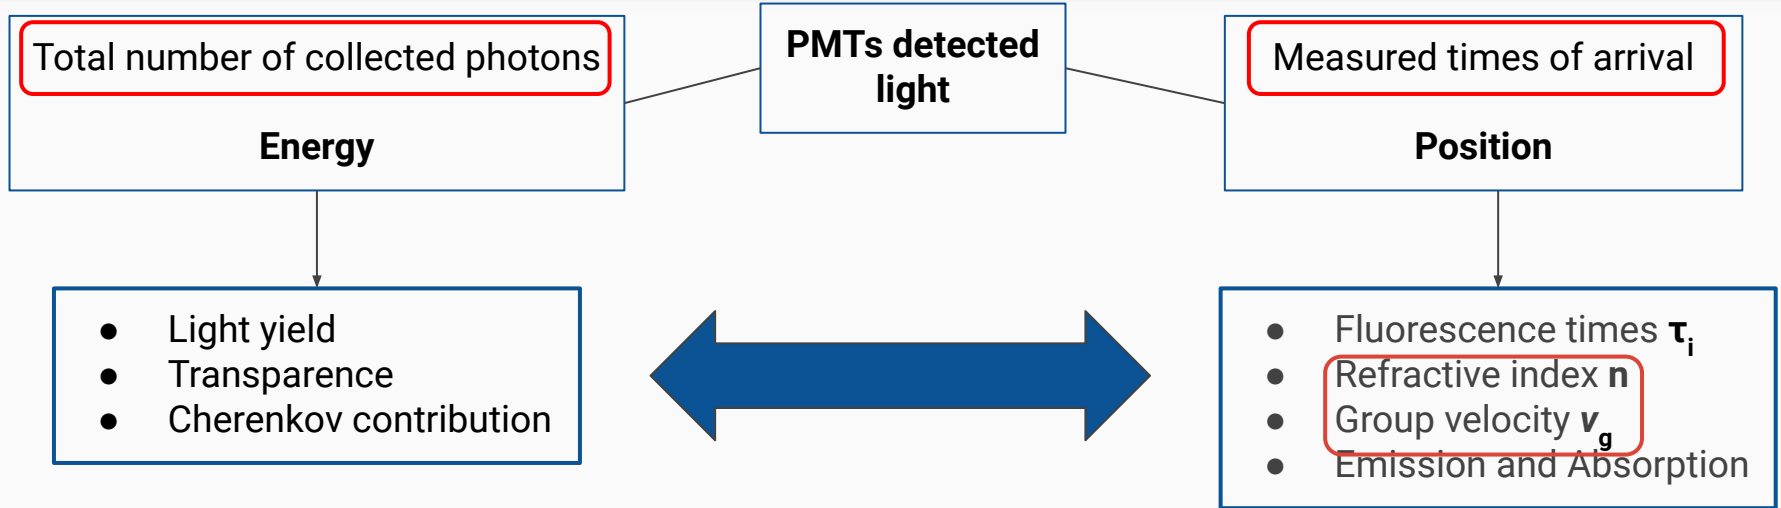 Total number of collected photons
Energy
PMTs detected
light
Measured times of arrival
Position
● Light yield
● Transparence
● Cherenkov contribution
● Fluorescence times τi
● Refractive index n
● Group velocity vg
● Emission and Absorption